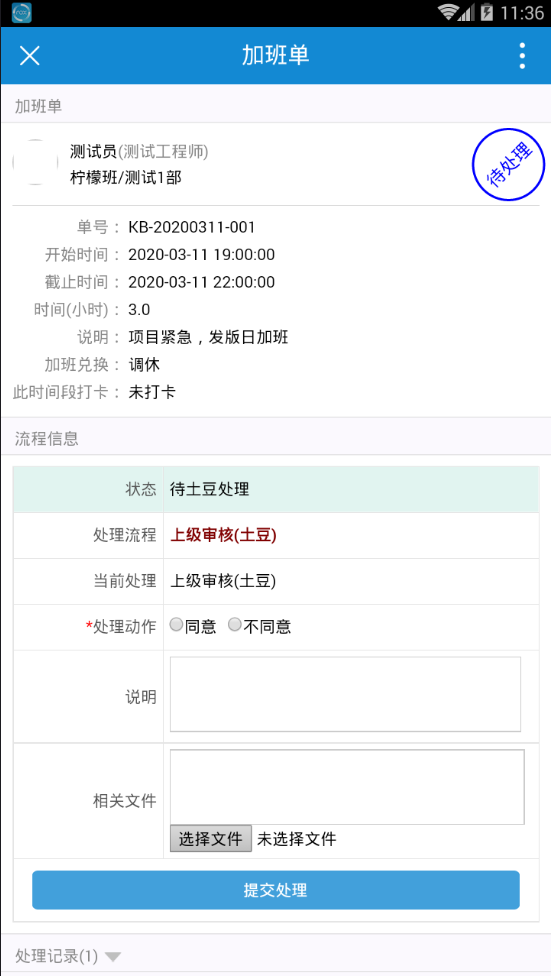 11:36
加班单
加班单
测试员(测试工程师)
柠檬班/测试1部
待处理
单号： KB-20200311-001
开始时间： 2020-03-11 19:00:00
截止时间： 2020-03-11 22:00:00
时间(小时)： 3.0
说明： 项目紧急，发版日加班
加班兑换： 调休
此时间段打卡： 未打卡
流程信息
状态 待土豆处理
处理流程 上级审核(土豆)
当前处理 上级审核(土豆)
*处理动作 同意 不同意
说明
相关文件
选择文件 未选择文件
提交处理
处理记录(1)